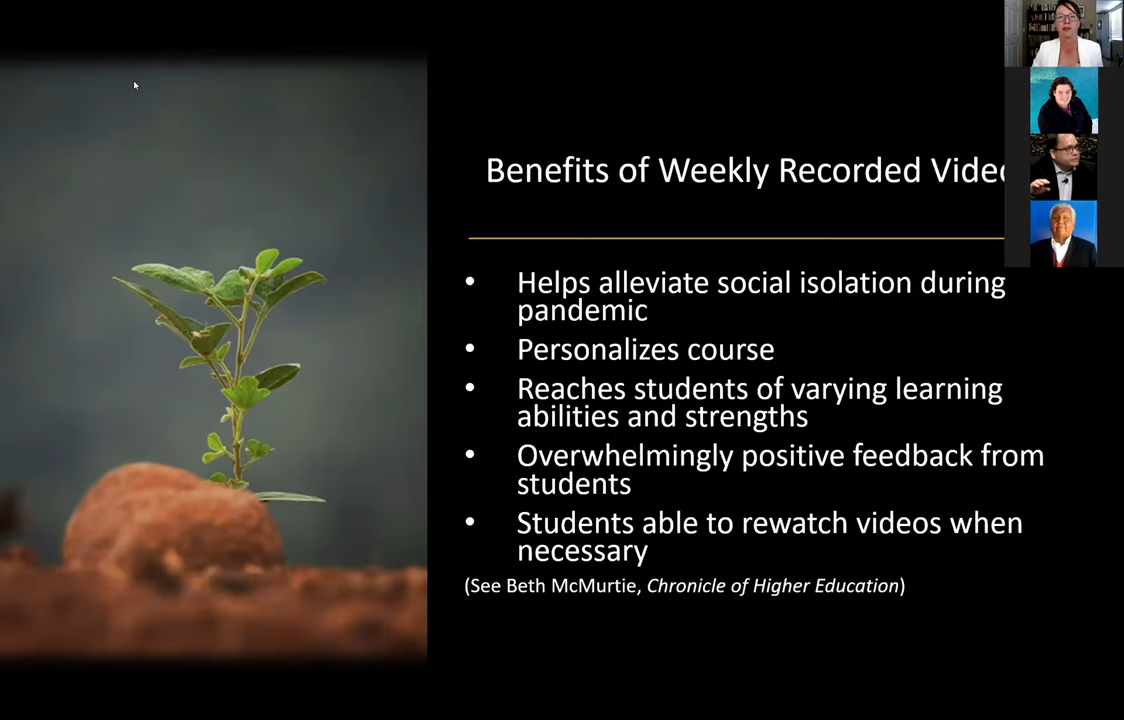 Benefits of Weekly Recorded Video
• Helps alleviate social isolation during
pandemic
• Personalizes course
• Reaches students of varying learning
abilities and strengths
• Overwhelmingly positive feedback from
students
• Students able to rewatch videos when
necessary
(See Beth McMurtie, Chronicle of Higher Education)